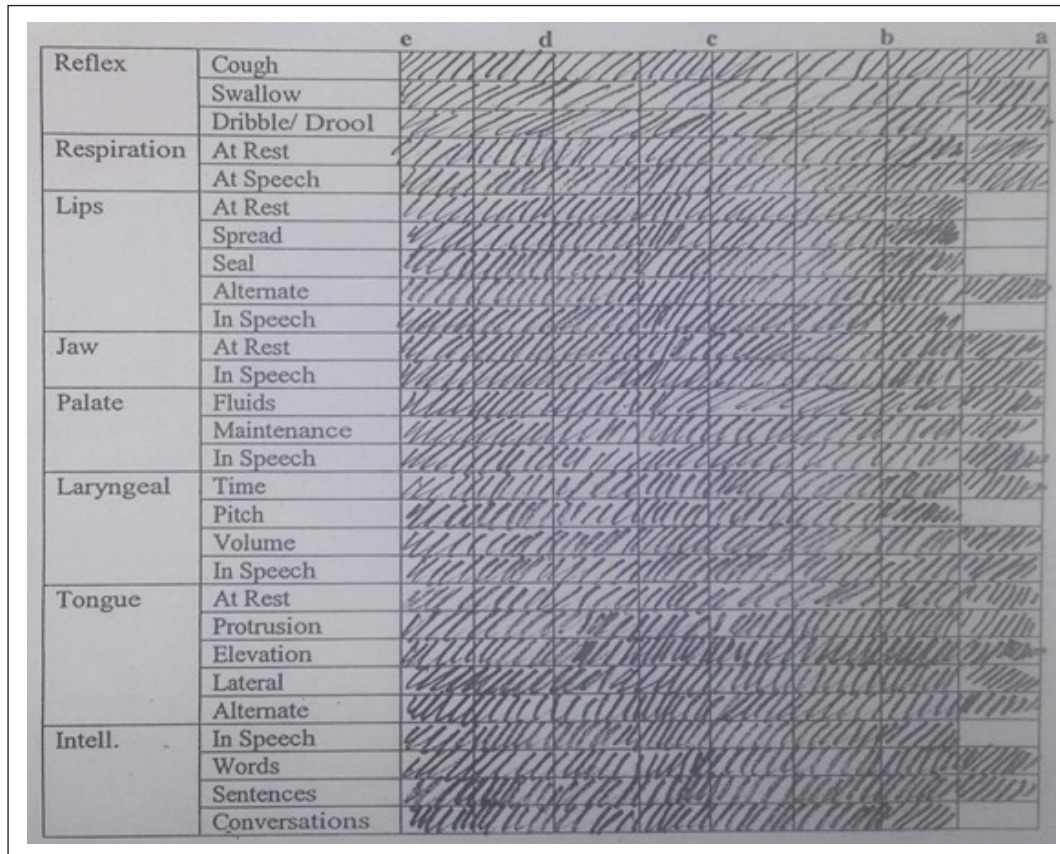 e d c b a
Reflex Cough
Swallow
Dribble/ Drool
Respiration At Rest
At Speech
Lips At Rest
Spread
Seal
Alternate
In Speech
Jaw At Rest
In Speech
Palate Fluids
Maintenance
In Speech
Laryngeal Time
Pitch
Volume
In Speech
Tongue At Rest
Protrusion
Elevation
Lateral
Alternate
Intell. In Speech
Words
Sentences
Conversations